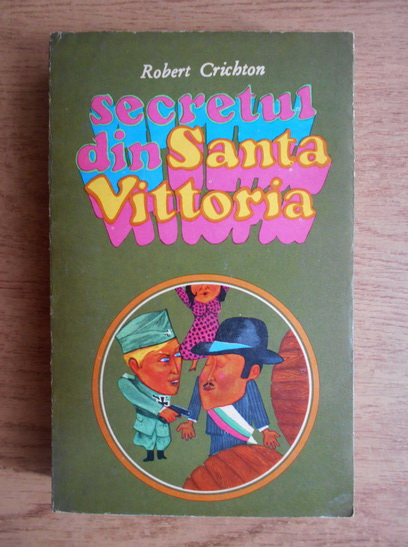 Robert Crichton
secretul
din Santa
Vittoria